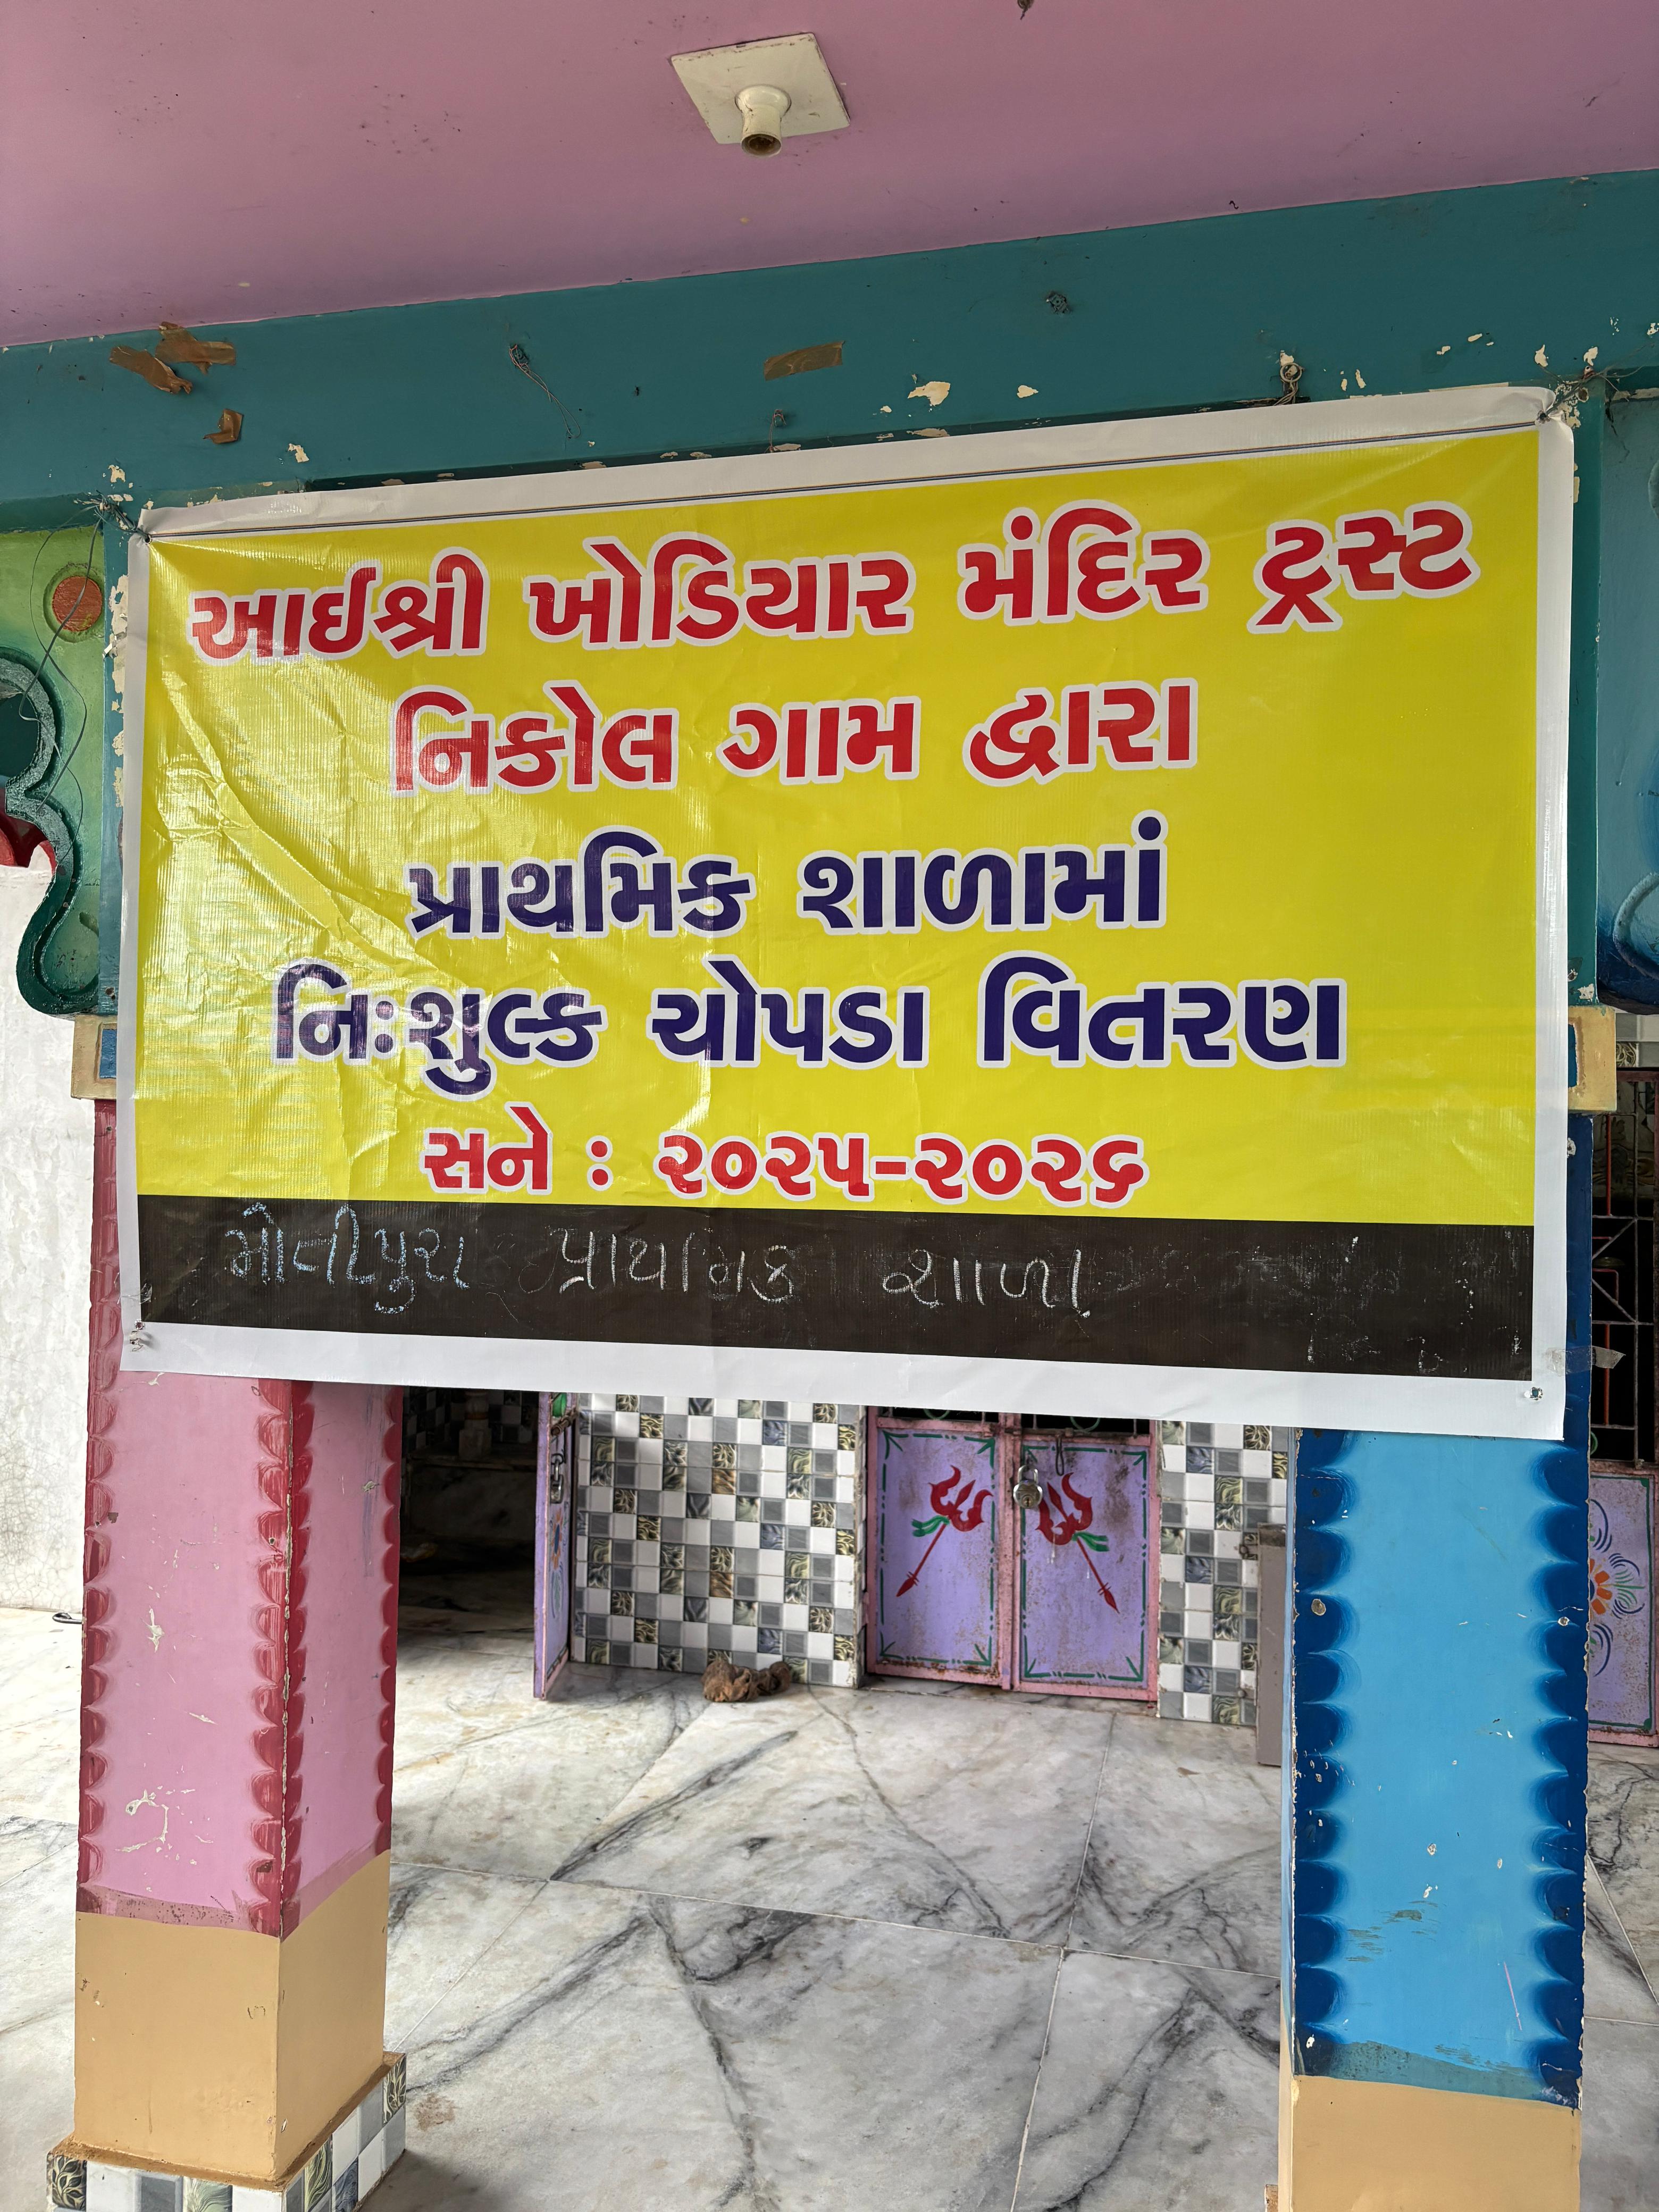 આઈશ્રી ખોડિયાર મંદિર ટ્રસ્ટ
નિકોલ ગામ દ્વારા
પ્રાથમિક શાળામાં
નિઃશુલ્ક ચોપડા વિતરણ
સને : ૨૦૨૫-૨૦૨૬
મોતીપુરા પ્રાથમિક શાળા